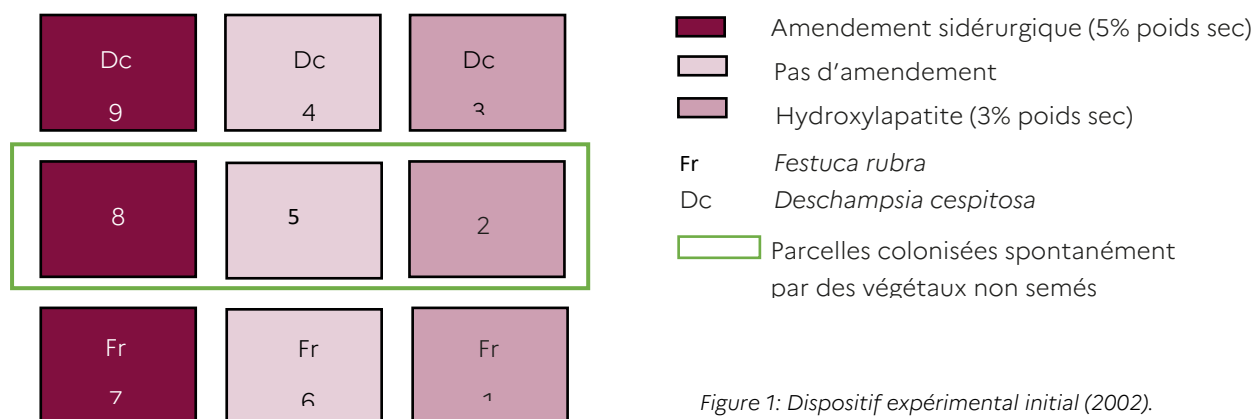 Dc Dc Dc
9 4 3
8 5 2
Fr Fr Fr
7 6 1
Amendement sidérurgique (5% poids sec)
Pas d'amendement
Hydroxylapatite (3% poids sec)
Fr Festuca rubra
Dc Deschampsia cespitosa
Parcelles colonisées spontanément
par des végétaux non semés
Figure 1: Dispositif expérimental initial (2002).